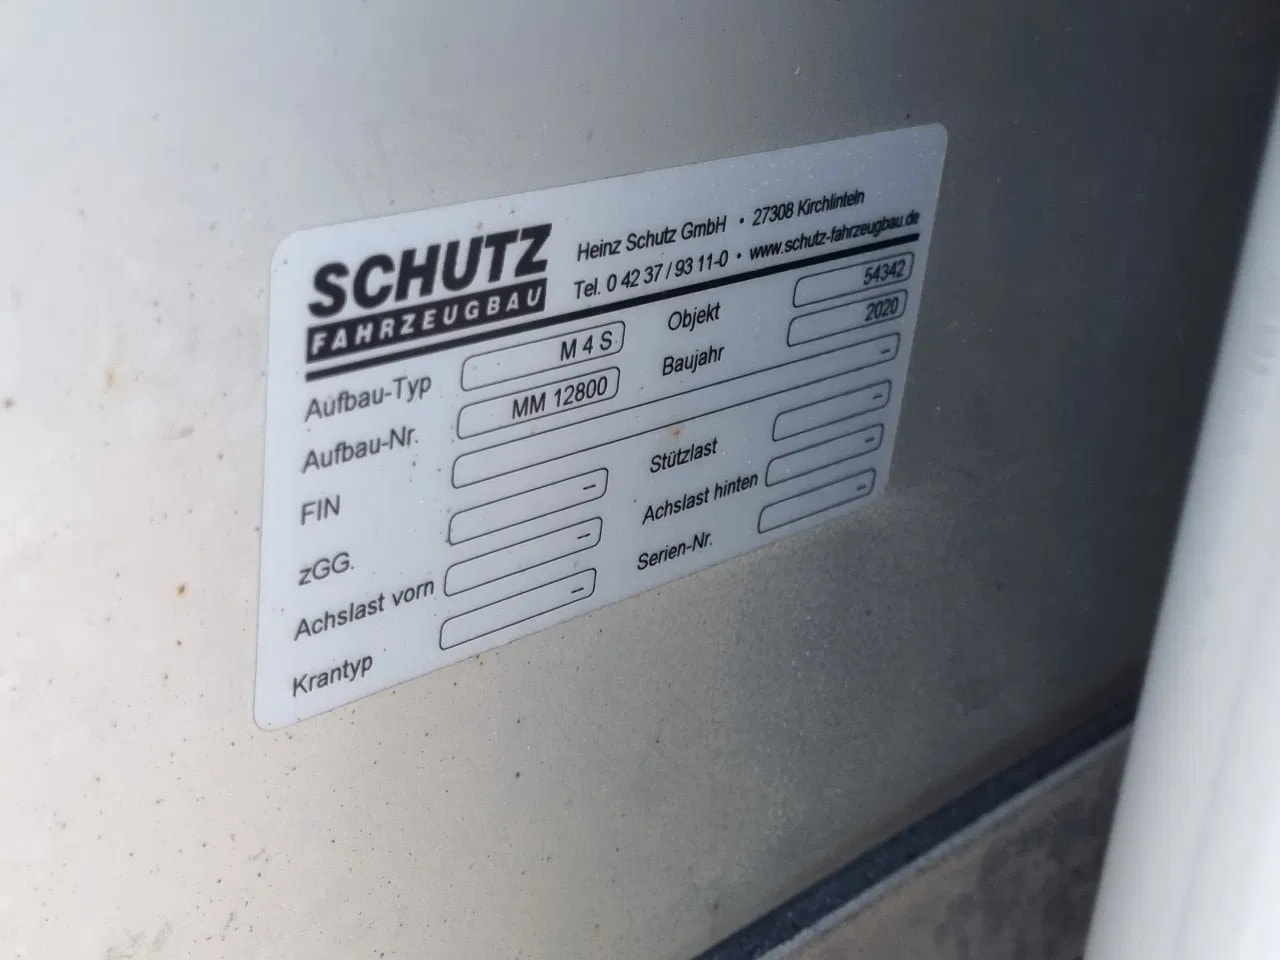 SCHUTZ
FAHRZEUGBAU
Heinz Schutz GmbH • 27308 Kirchlinteln
Tel. 0 42 37 / 93 11-0 • www.schutz-fahrzeugbau.de
Aufbau-Typ M 4 S Objekt 54342
Aufbau-Nr. MM 12800 Baujahr 2020
FIN --
zGG. -- Stützlast --
Achslast vorn -- Achslast hinten --
Krantyp -- Serien-Nr. --